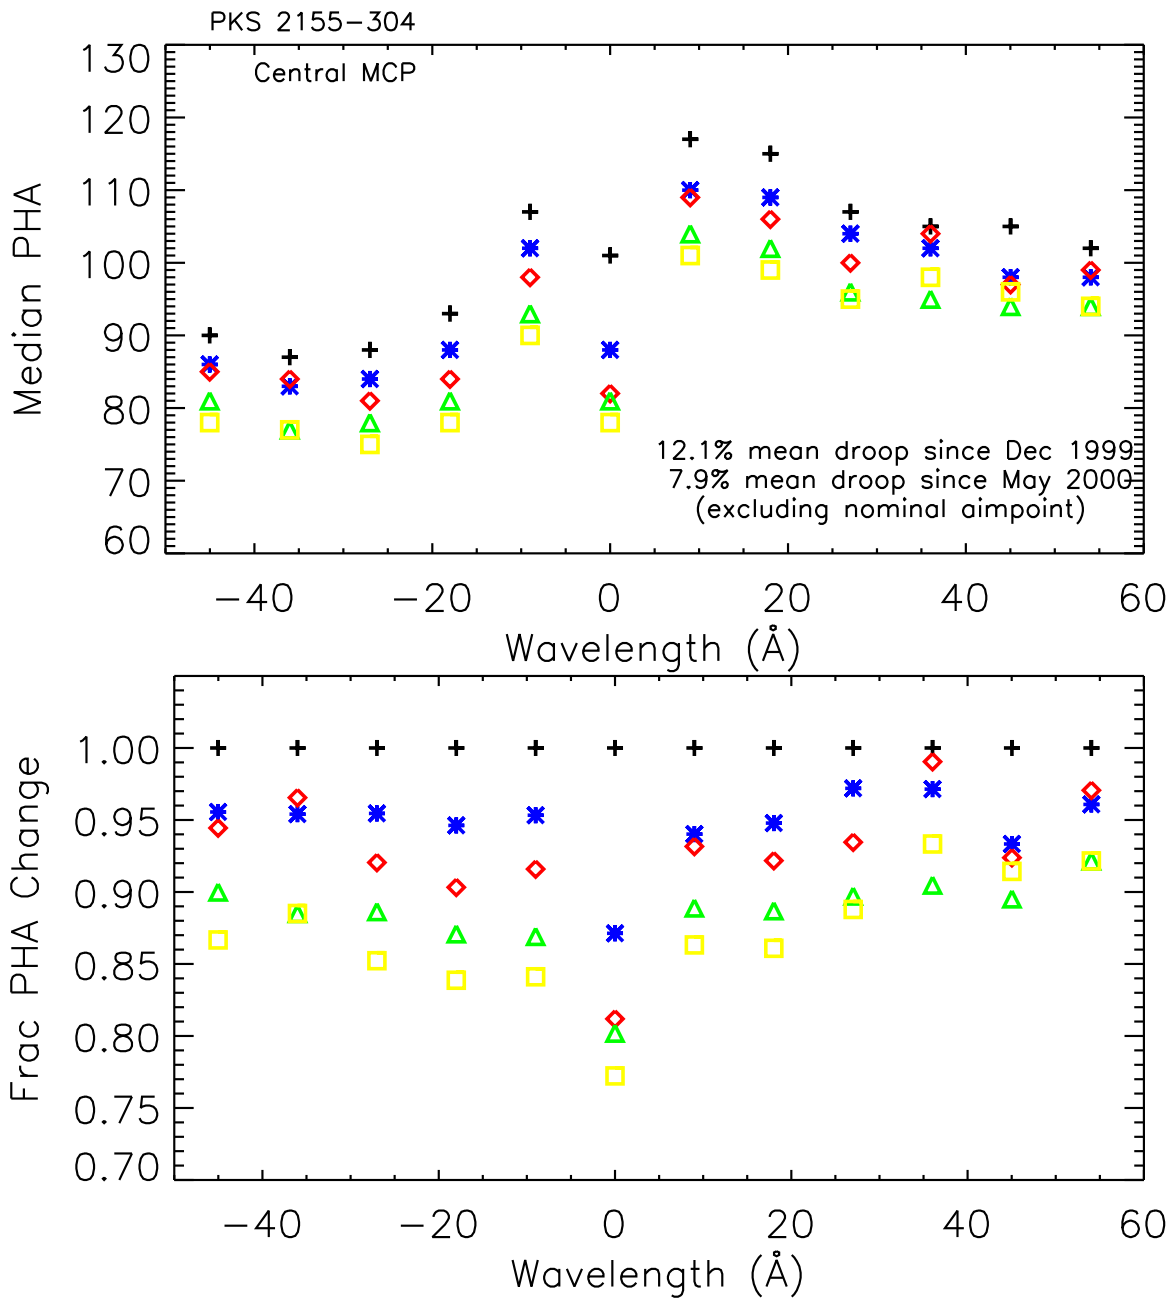 PKS 2155−304
Central MCP
130
120
110
100
90
80
70
60
Median PHA
12.1% mean droop since Dec 1999
7.9% mean droop since May 2000
(excluding nominal aimpoint)
−40 −20 0 20 40 60
Wavelength (Å)
1.00
0.95
0.90
0.85
0.80
0.75
0.70
Frac PHA Change
−40 −20 0 20 40 60
Wavelength (Å)